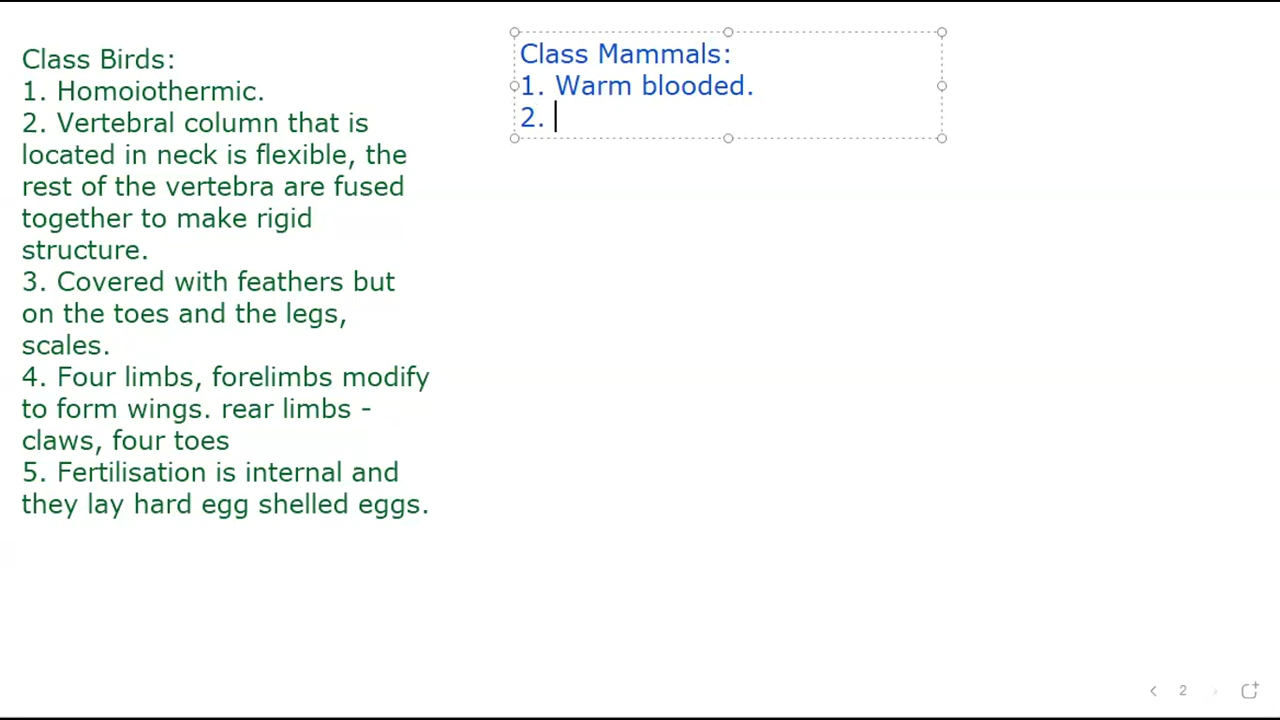 Class Birds:
1. Homoiothermic.
2. Vertebral column that is
located in neck is flexible, the
rest of the vertebra are fused
together to make rigid
structure.
3. Covered with feathers but
on the toes and the legs,
scales.
4. Four limbs, forelimbs modify
to form wings. rear limbs -
claws, four toes
5. Fertilisation is internal and
they lay hard egg shelled eggs.
Class Mammals:
1. Warm blooded.
2.
2